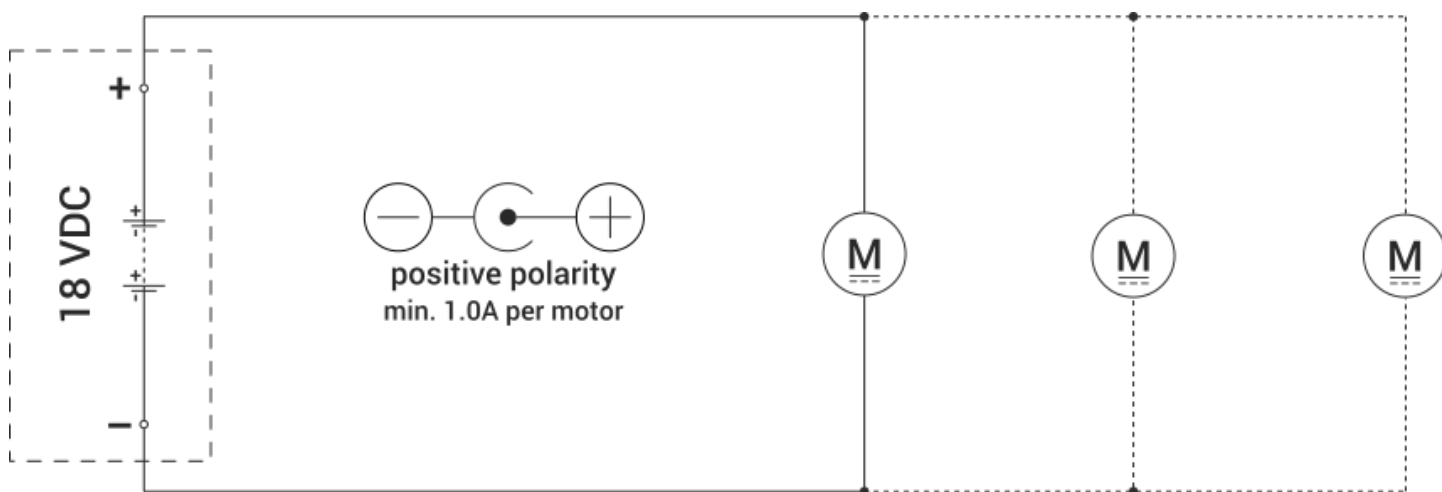 +
18 VDC
+
-
+
-
−
positive polarity
min. 1.0A per motor
M
M
M